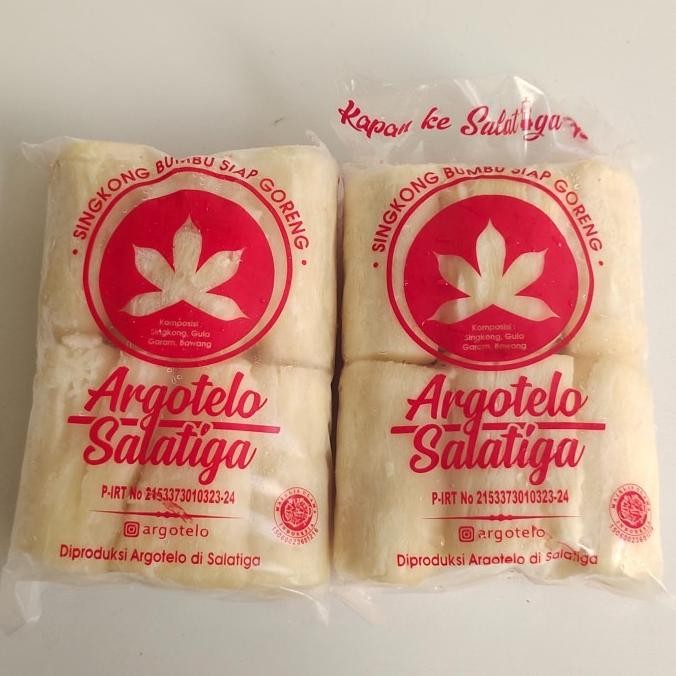 SINGKONG BUMBU SIAP GORENG
Komposisi :
Singkong, Gula
Garam, Bawang
Argotelo
Salatiga
P-IRT No 2153373010323-24
argotelo
Diproduksi Argotelo di Salatiga
Kapan ke Salatiga
SINGKONG BUMBU SIAP GORENG
Komposisi :
Singkong, Gula
Garam, Bawang
Argotelo
Salatiga
P-IRT No 2153373010323-24
argotelo
Diproduksi Argotelo di Salatiga